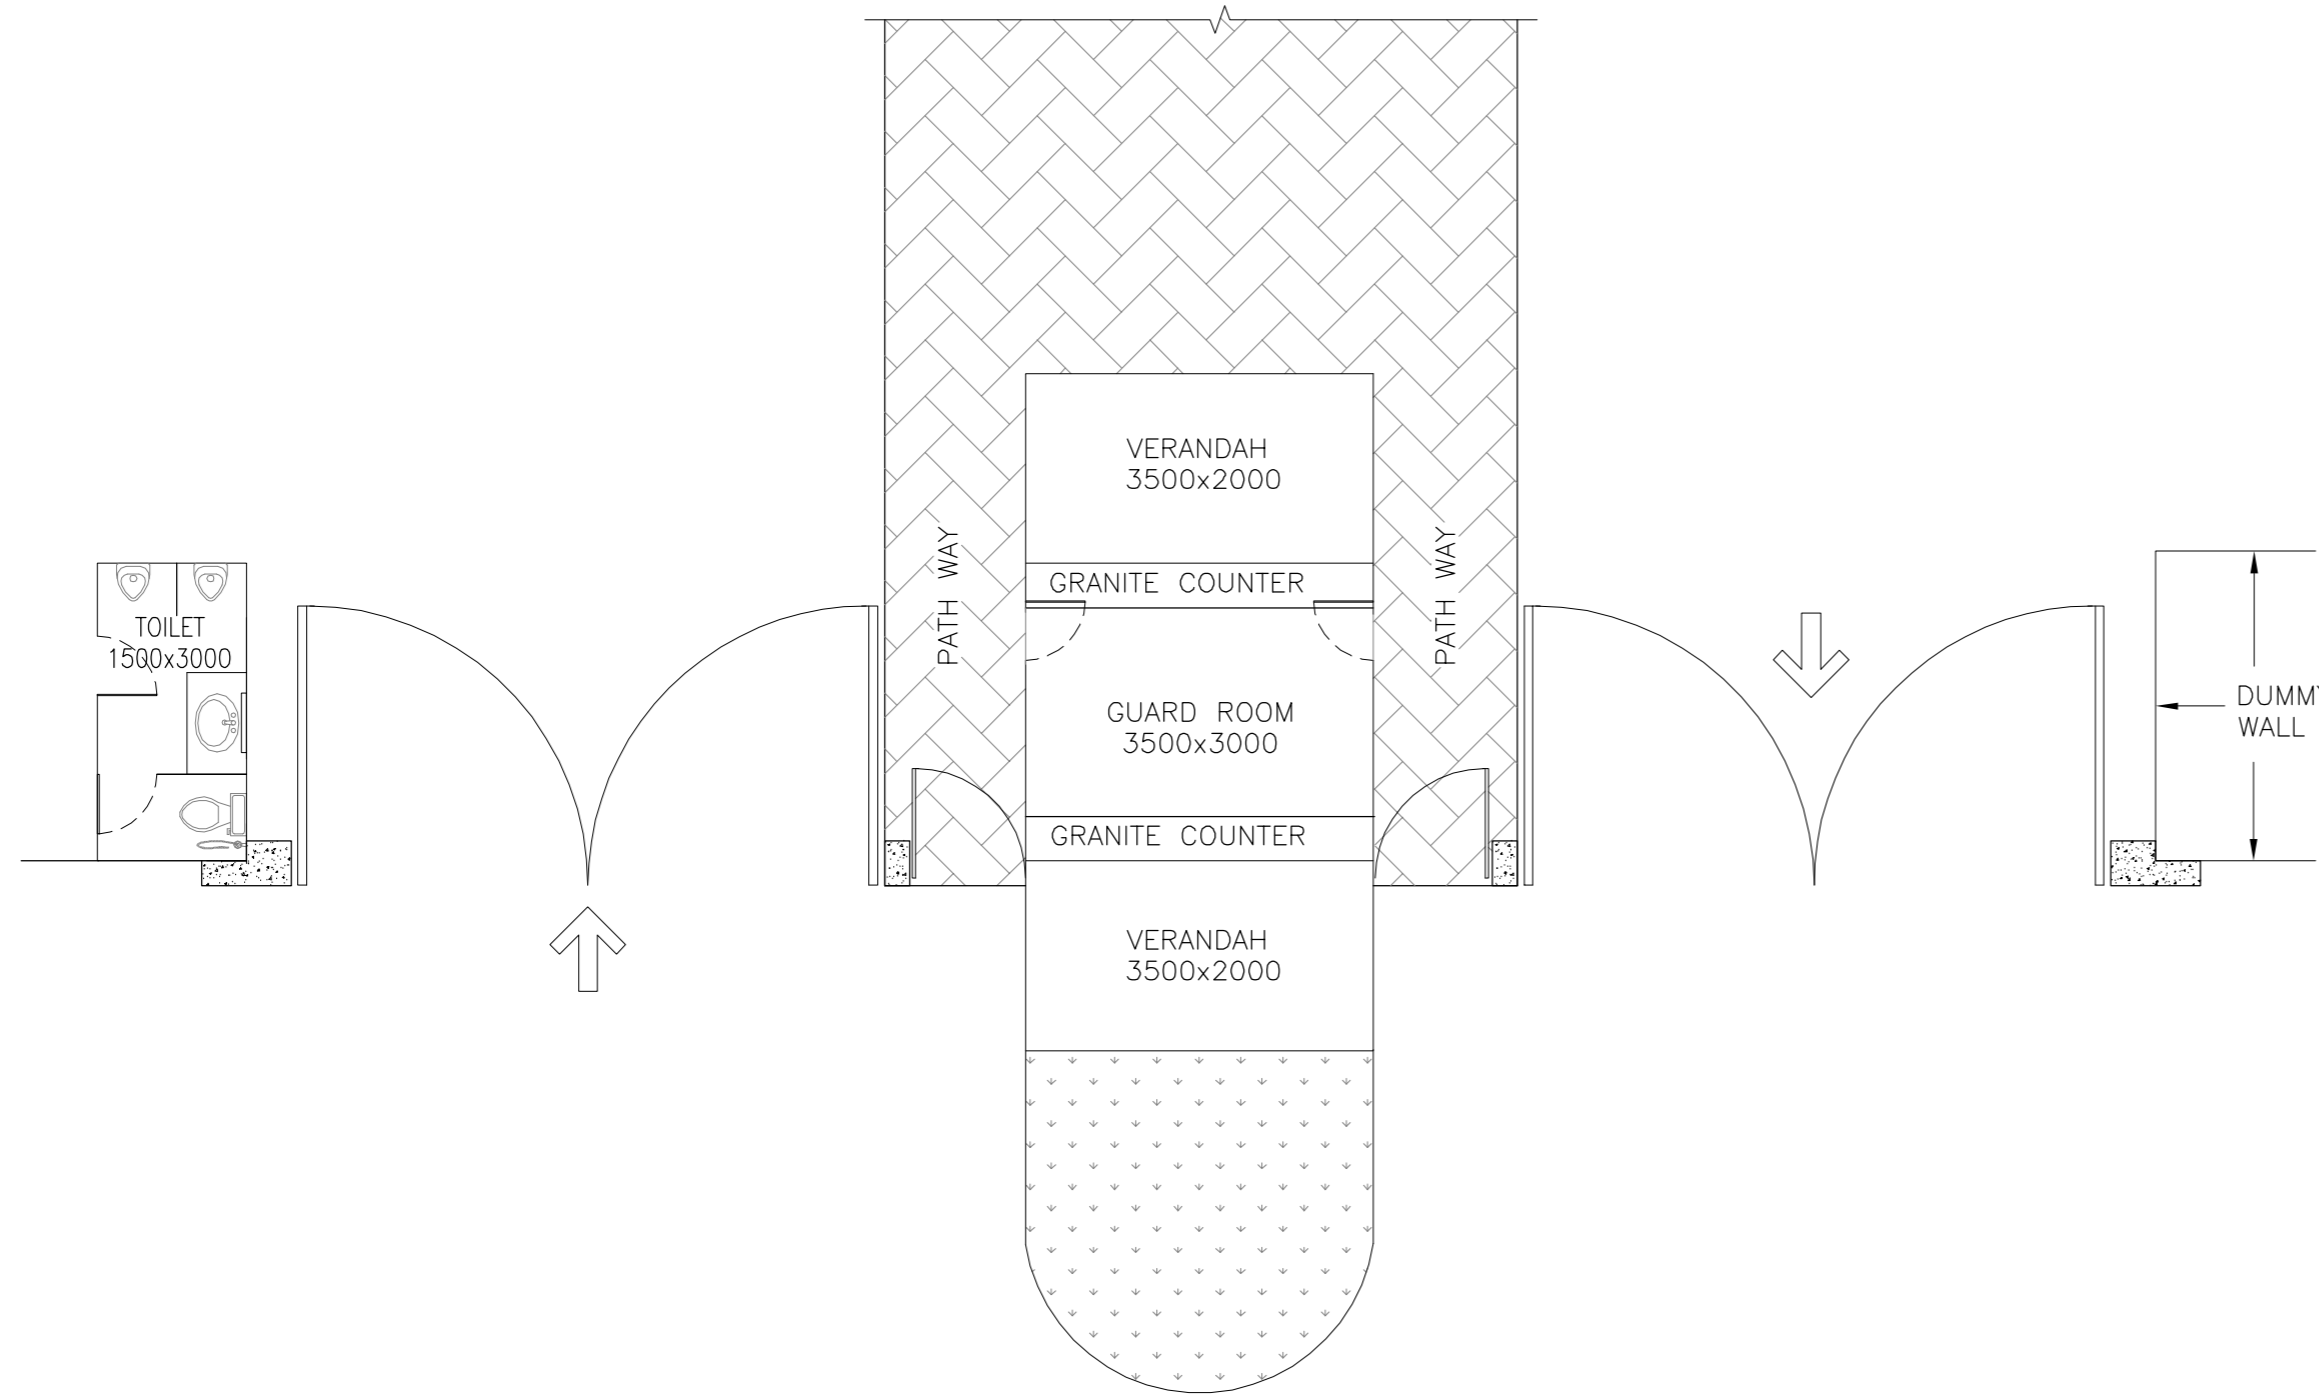 VERANDAH
3500x2000
PATH WAY
PATH WAY
GRANITE COUNTER
TOILET
1500x3000
GUARD ROOM
3500x3000
DUMMY
WALL
GRANITE COUNTER
VERANDAH
3500x2000